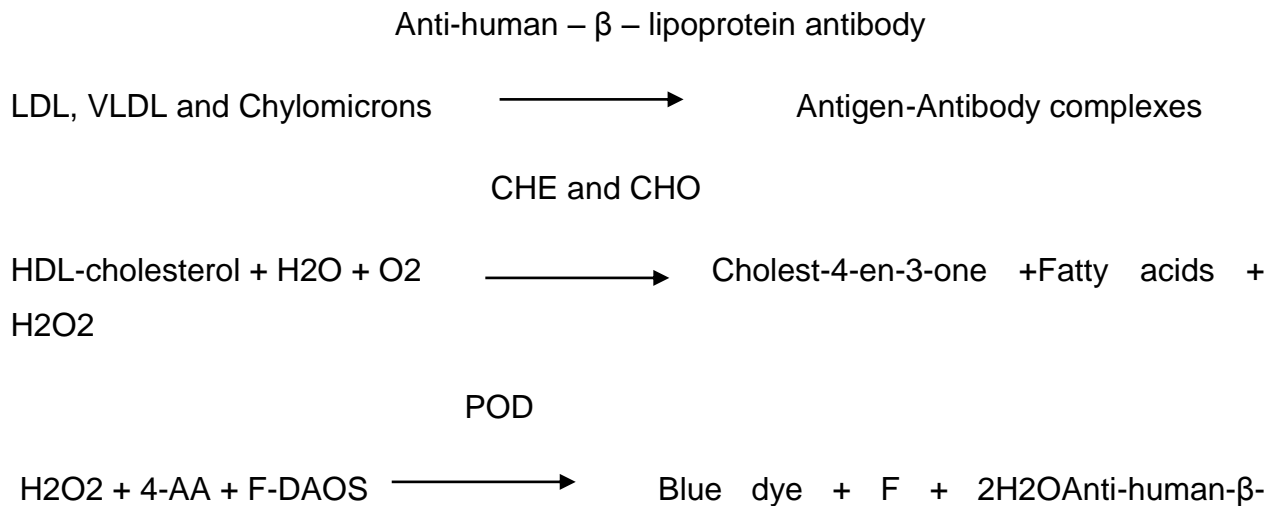 Anti-human – β – lipoprotein antibody
LDL, VLDL and Chylomicrons Antigen-Antibody complexes
CHE and CHO
HDL-cholesterol + H2O + O2 Cholest-4-en-3-one +Fatty acids +
H2O2
POD
H2O2 + 4-AA + F-DAOS Blue dye + F + 2H2OAnti-human-β-